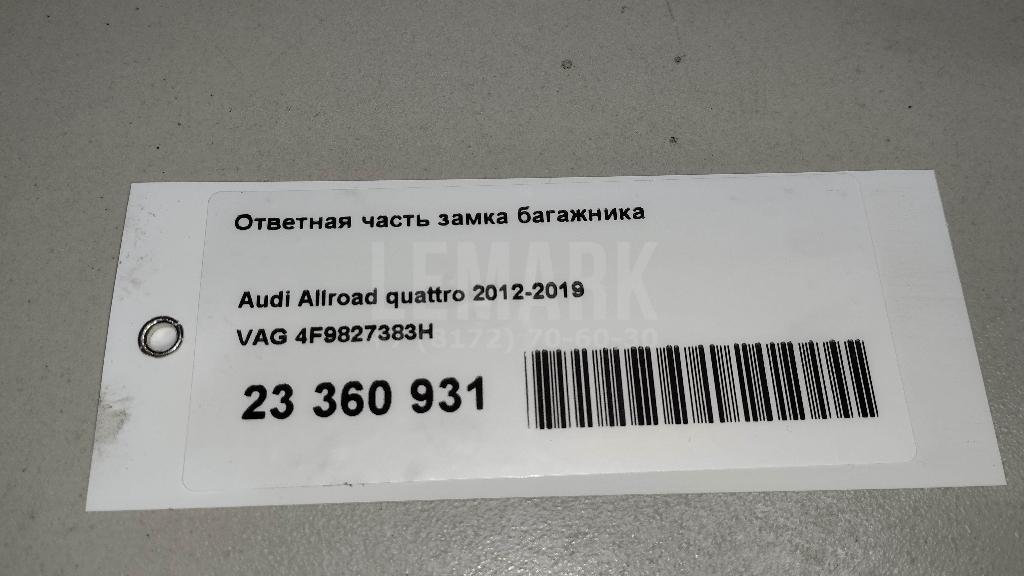 Ответная часть замка багажника
LEMARK
Audi Allroad quattro 2012-2019
VAG 4F9827383H
(8172) 70-60-30
23 360 931